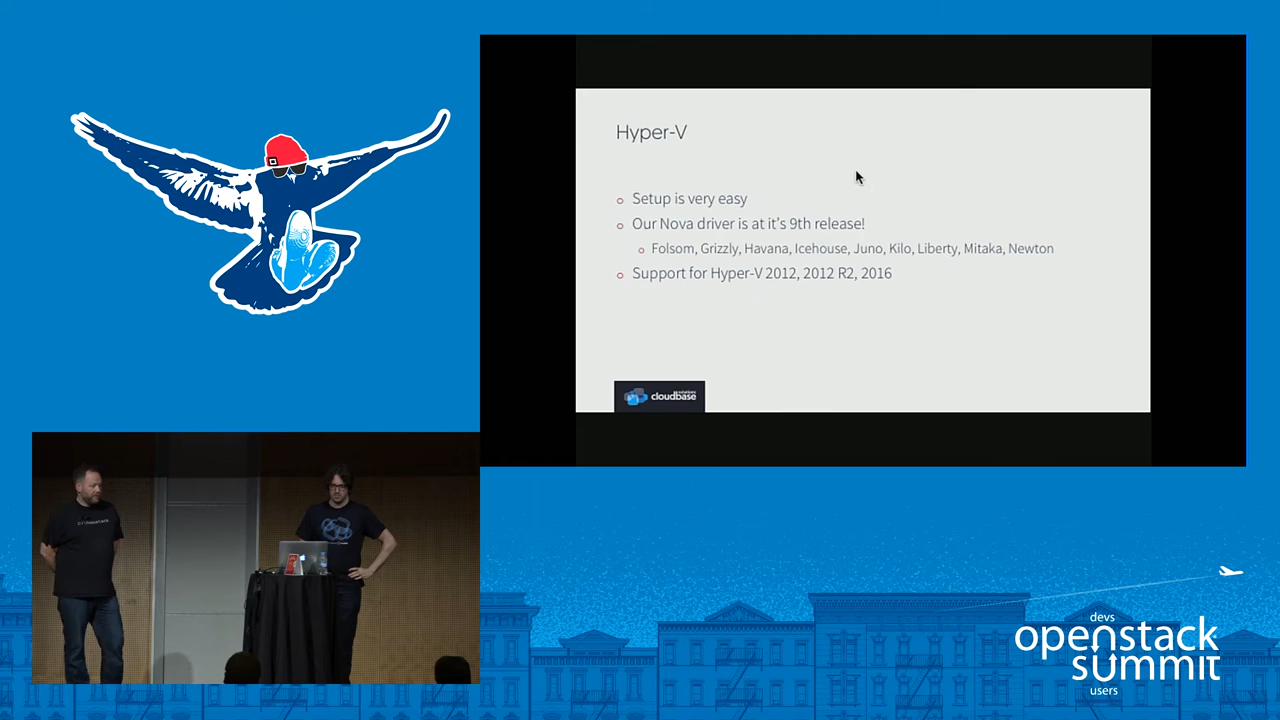 Hyper-V
Setup is very easy
Our Nova driver is at it's 9th release!
Folsom, Grizzly, Havana, Icehouse, Juno, Kilo, Liberty, Mitaka, Newton
Support for Hyper-V 2012, 2012 R2, 2016
cloudbase
solutions
devs
openstack
summit
users